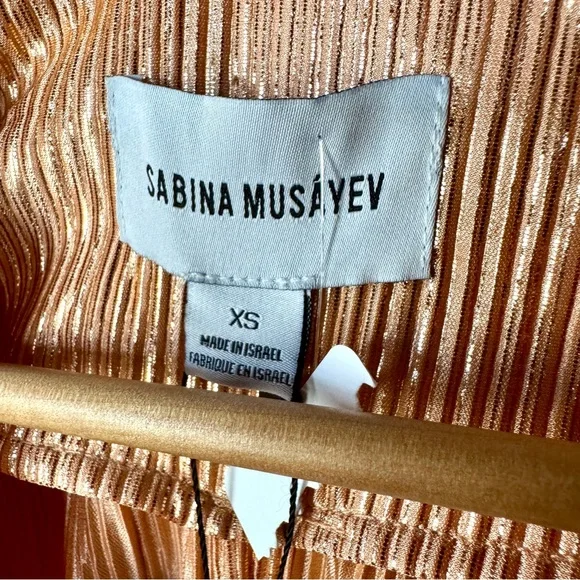 SABINA MUSÁYEV
XS
MADE IN ISRAEL
FABRIQUE EN ISRAEL